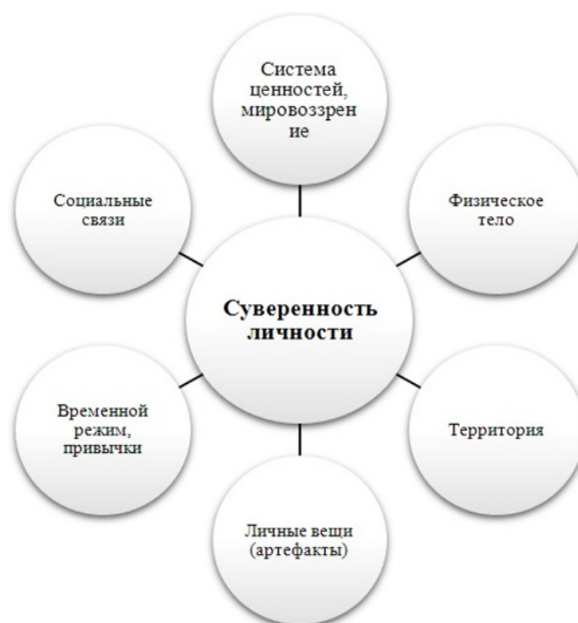 Система
ценностей,
мировоззрен
ие
Социальные
связи
Физическое
тело
Суверенность
личности
Временной
режим,
привычки
Территория
Личные вещи
(артефакты)